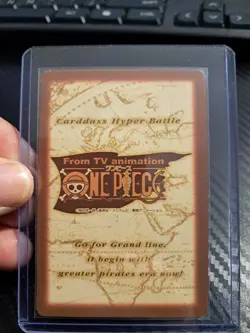 Carddass Hyper Battle
From TV animation
ワンピース
ONE PIECE
Go for Grand line.
it begin will
greater pirates era now!